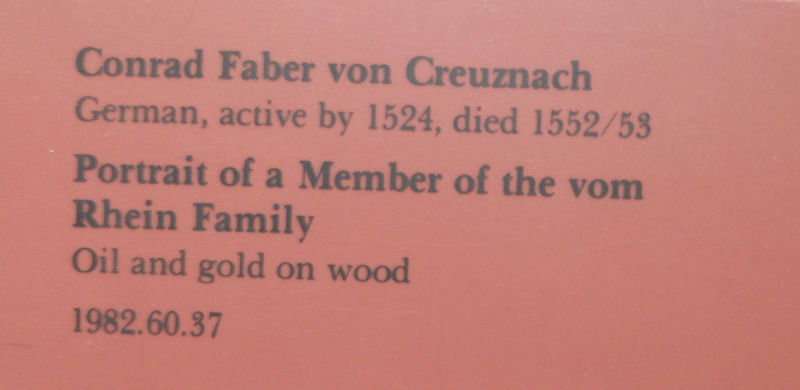 Conrad Faber von Creuznach
German, active by 1524, died 1552/53
Portrait of a Member of the vom
Rhein Family
Oil and gold on wood
1982.60.37